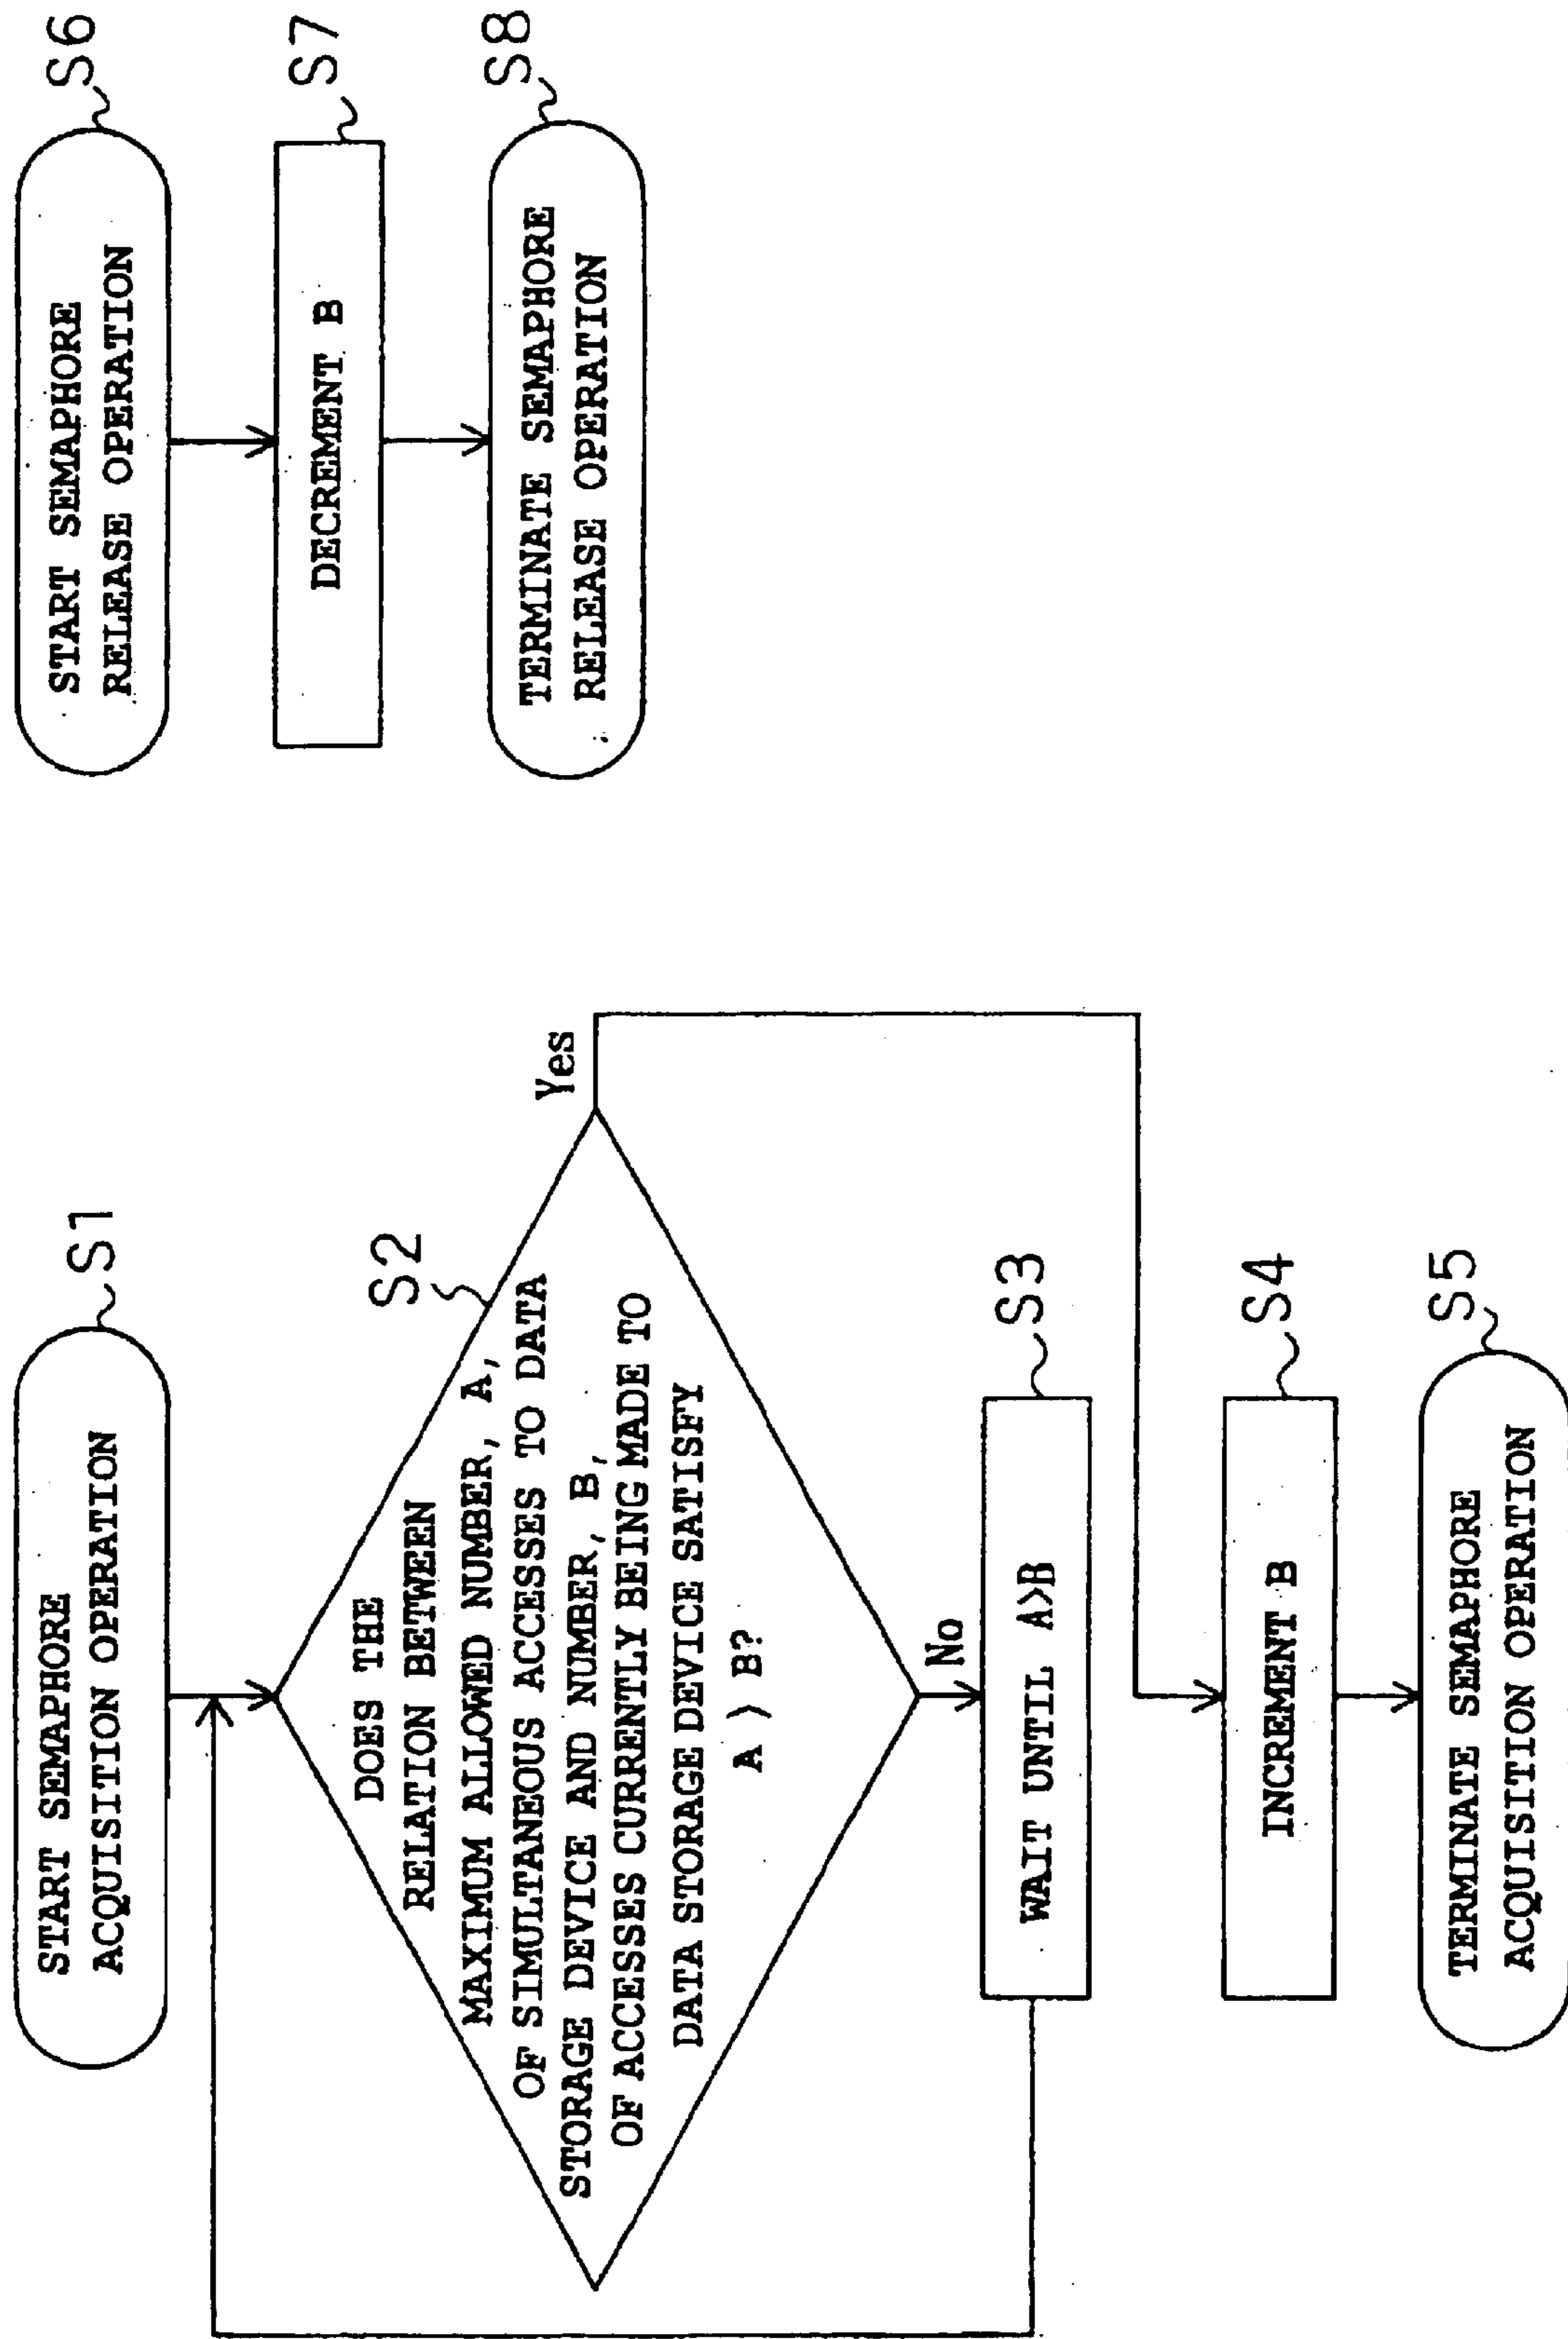 START SEMAPHORE
ACQUISITION OPERATION
S1
DOES THE
RELATION BETWEEN
MAXIMUM ALLOWED NUMBER, A,
OF SIMULTANEOUS ACCESSES TO DATA
STORAGE DEVICE AND NUMBER, B,
OF ACCESSES CURRENTLY BEING MADE TO
DATA STORAGE DEVICE SATISFY
A > B?
S2
Yes
No
WAIT UNTIL A>B
S3
INCREMENT B
S4
TERMINATE SEMAPHORE
ACQUISITION OPERATION
S5
START SEMAPHORE
RELEASE OPERATION
S6
DECREMENT B
S7
TERMINATE SEMAPHORE
RELEASE OPERATION
S8